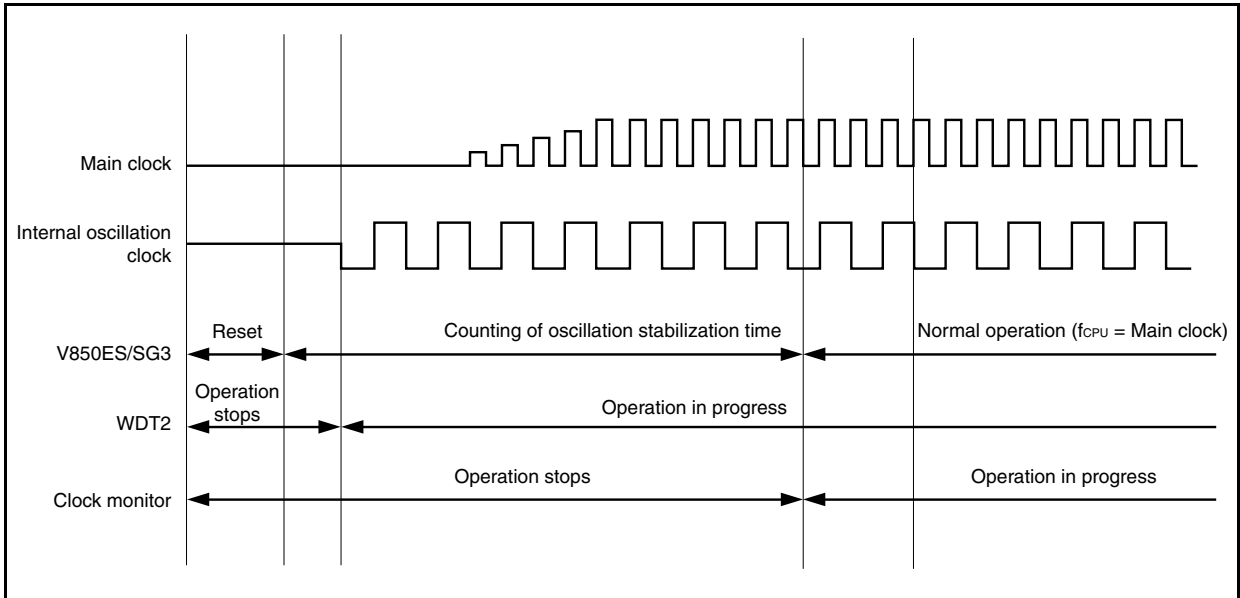 Main clock
Internal oscillation
clock
Reset
Counting of oscillation stabilization time
Normal operation (fCPU = Main clock)
V850ES/SG3
Operation
stops
Operation in progress
WDT2
Operation stops
Operation in progress
Clock monitor